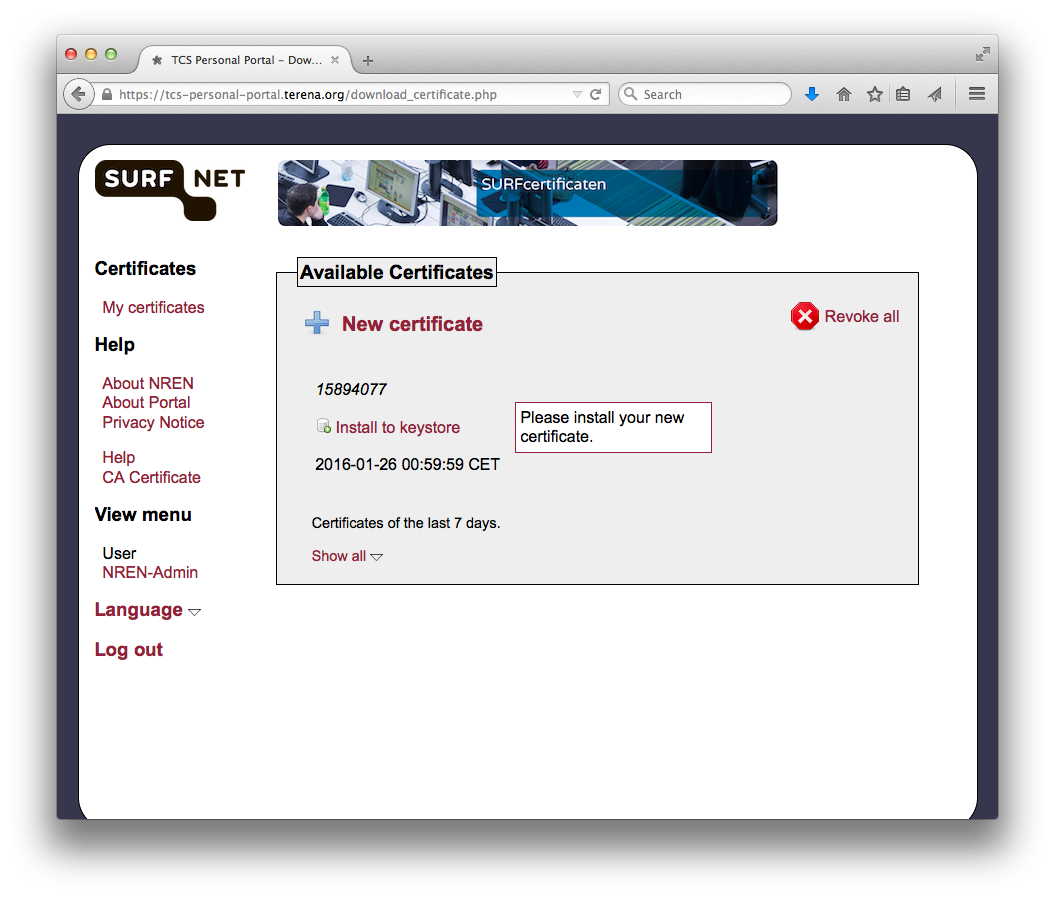 TCS Personal Portal – Dow...
https://tcs-personal-portal.terena.org/download_certificate.php
Search
SURF NET
SURFcertificaten
Certificates
My certificates
Help
About NREN
About Portal
Privacy Notice
Help
CA Certificate
View menu
User
NREN-Admin
Language
Log out
Available Certificates
New certificate
Revoke all
15894077
Install to keystore
Please install your new
certificate.
2016-01-26 00:59:59 CET
Certificates of the last 7 days.
Show all